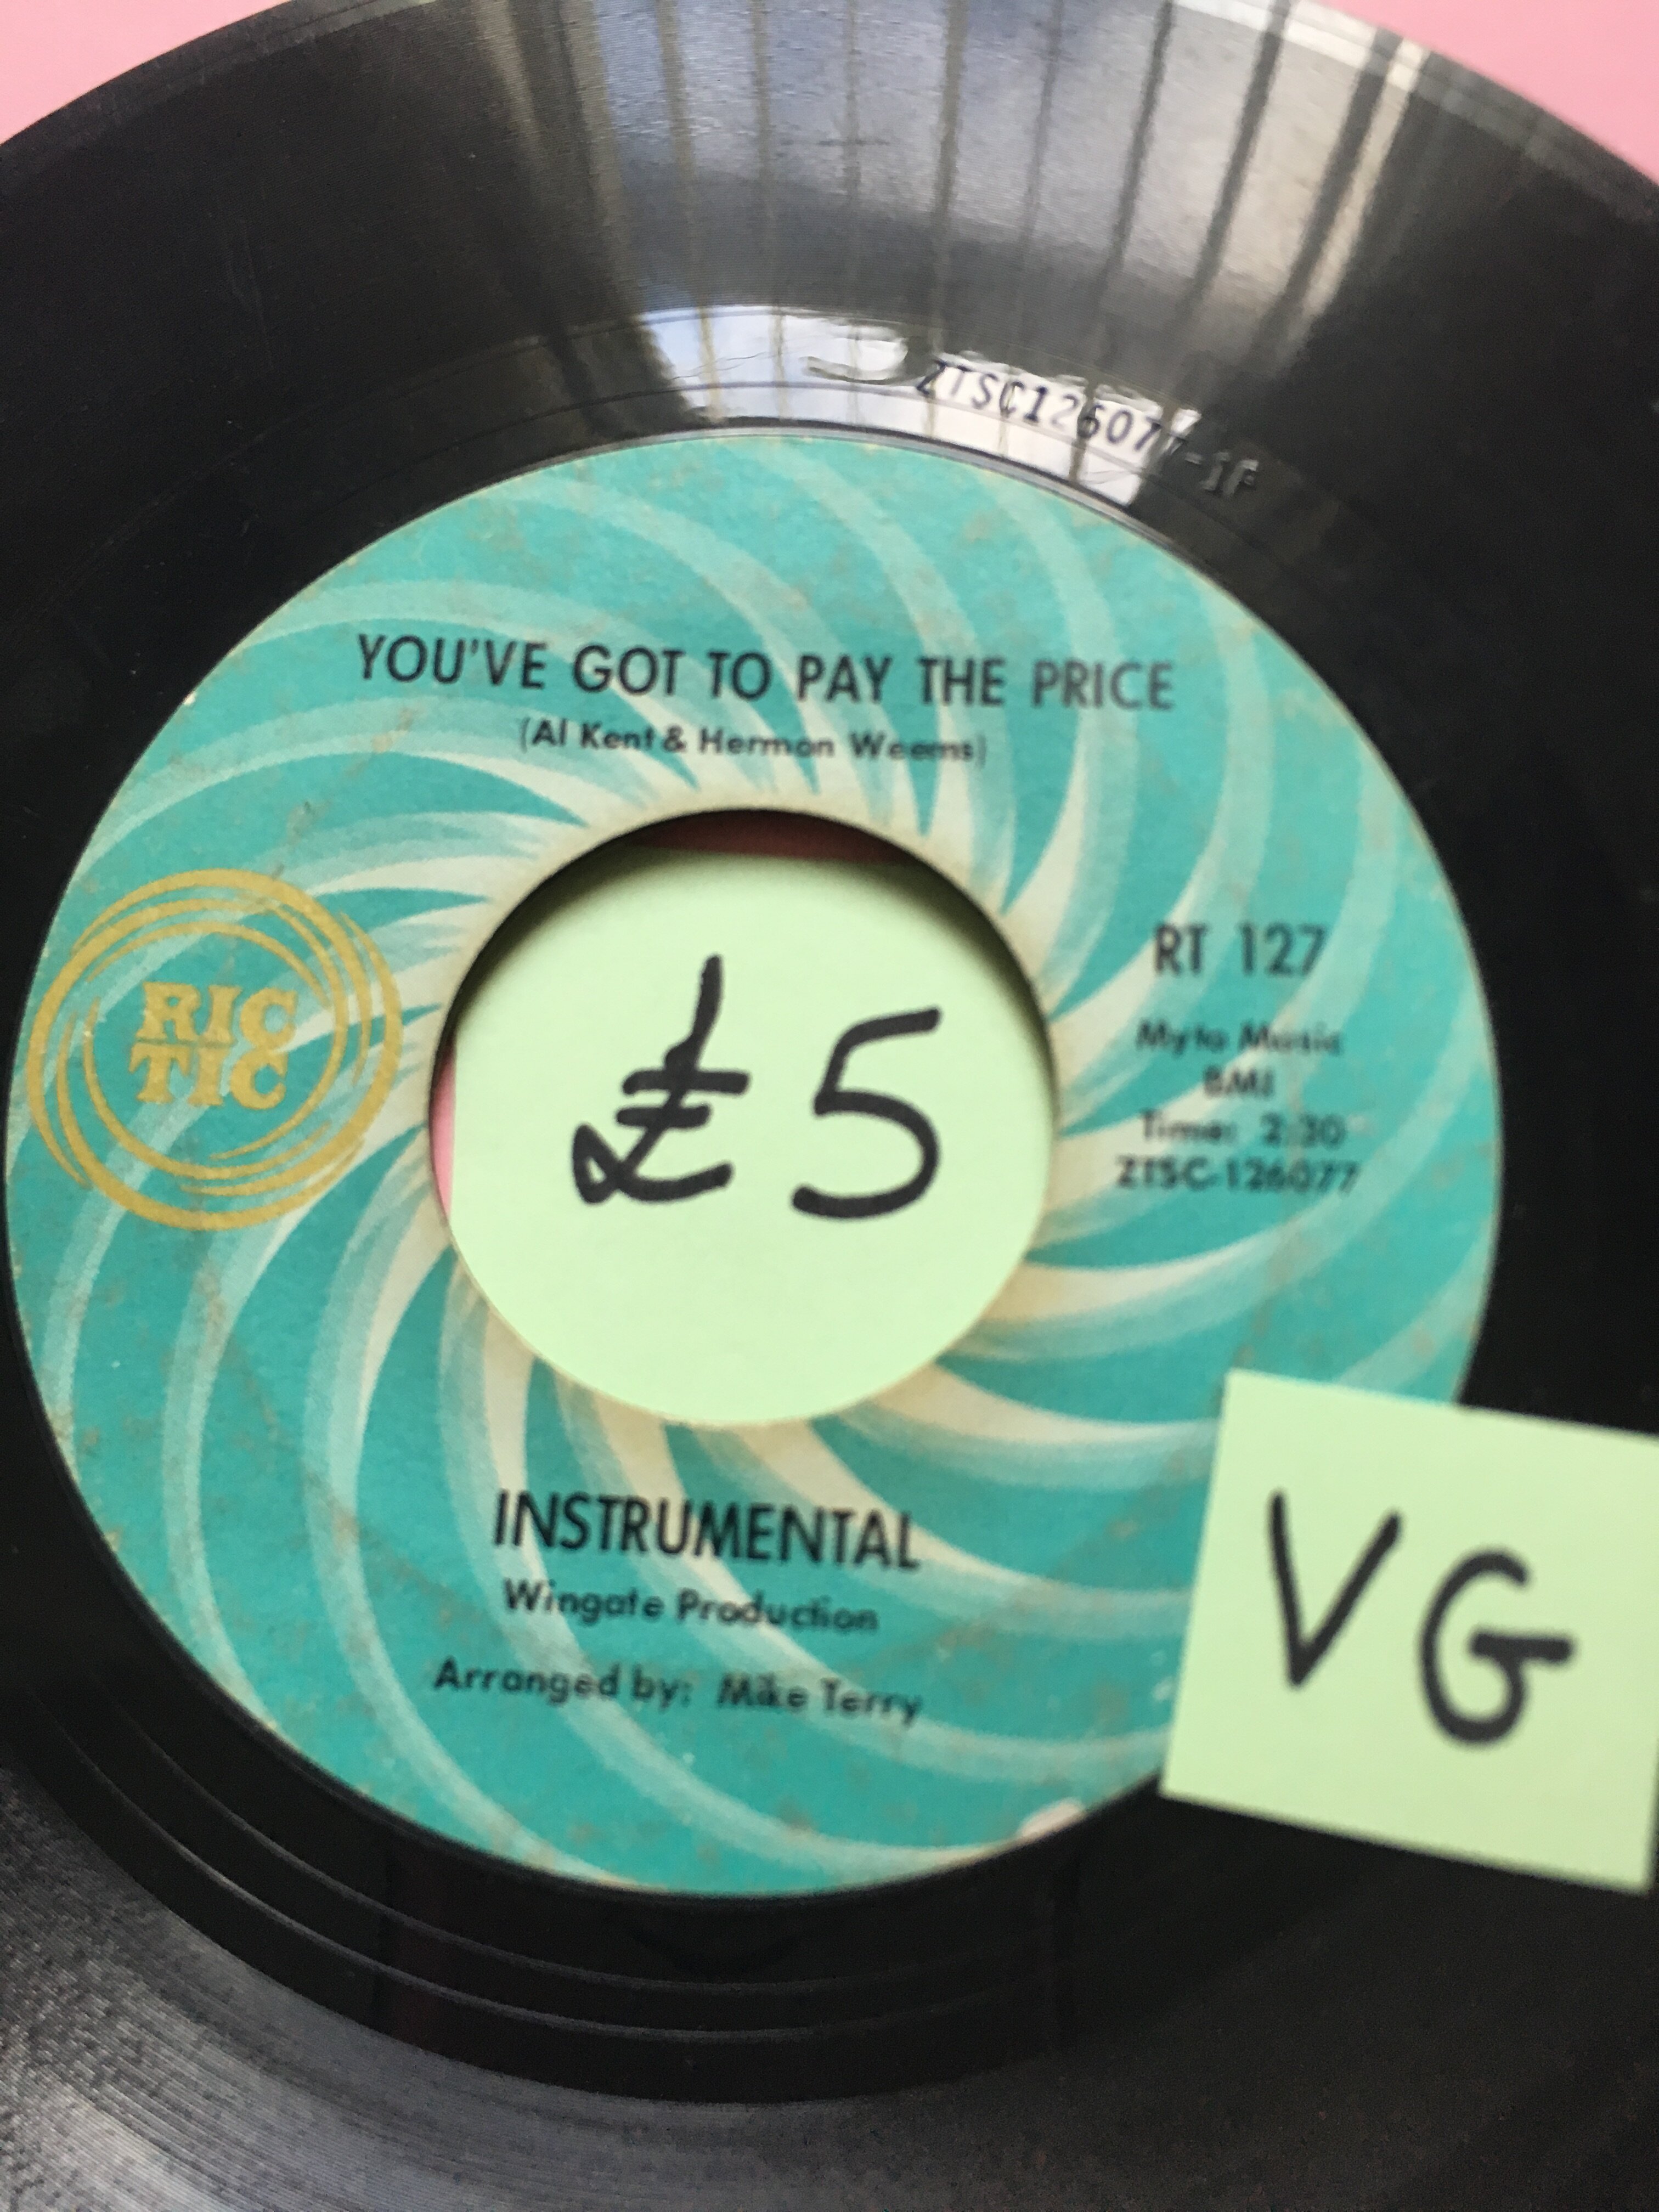 ZTSC126077-1F
YOU'VE GOT TO PAY THE PRICE
(Al Kent & Hermon Weems)
RIC
TIC
RT 127
Myto Music
BMI
Time: 2:30
ZTSC-126077
£5
INSTRUMENTAL
Wingate Production
Arranged by: Mike Terry
VG